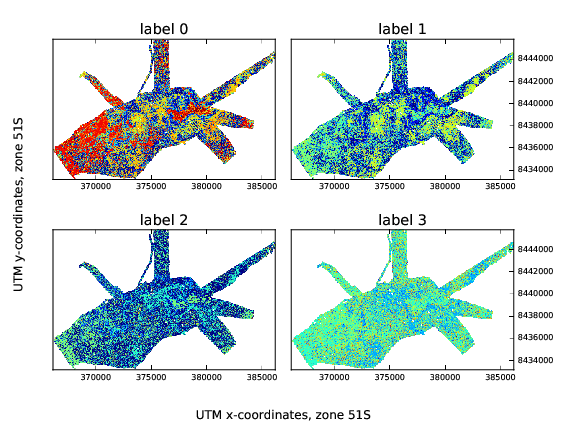 label 0
label 1
8444000
8442000
8440000
8438000
8436000
8434000
370000 375000 380000 385000
370000 375000 380000 385000
UTM y-coordinates, zone 51S
label 2
label 3
8444000
8442000
8440000
8438000
8436000
8434000
370000 375000 380000 385000
370000 375000 380000 385000
UTM x-coordinates, zone 51S